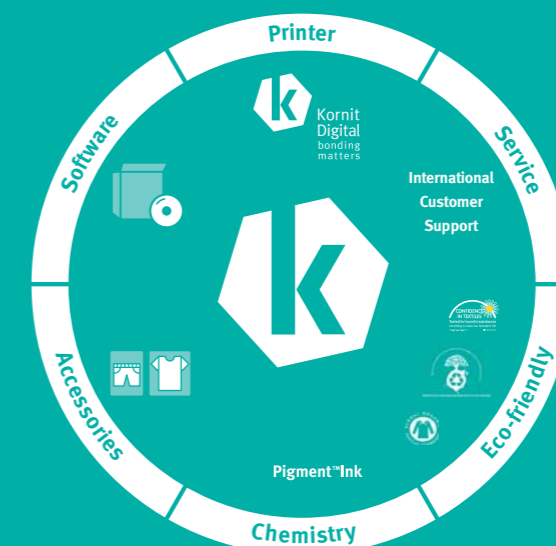 Printer
Kornit
Digital
bonding
matters
Software
Service
International
Customer
Support
CONFIDENCE
IN TEXTILES
Accessories
Eco-friendly
Pigment™Ink
Chemistry